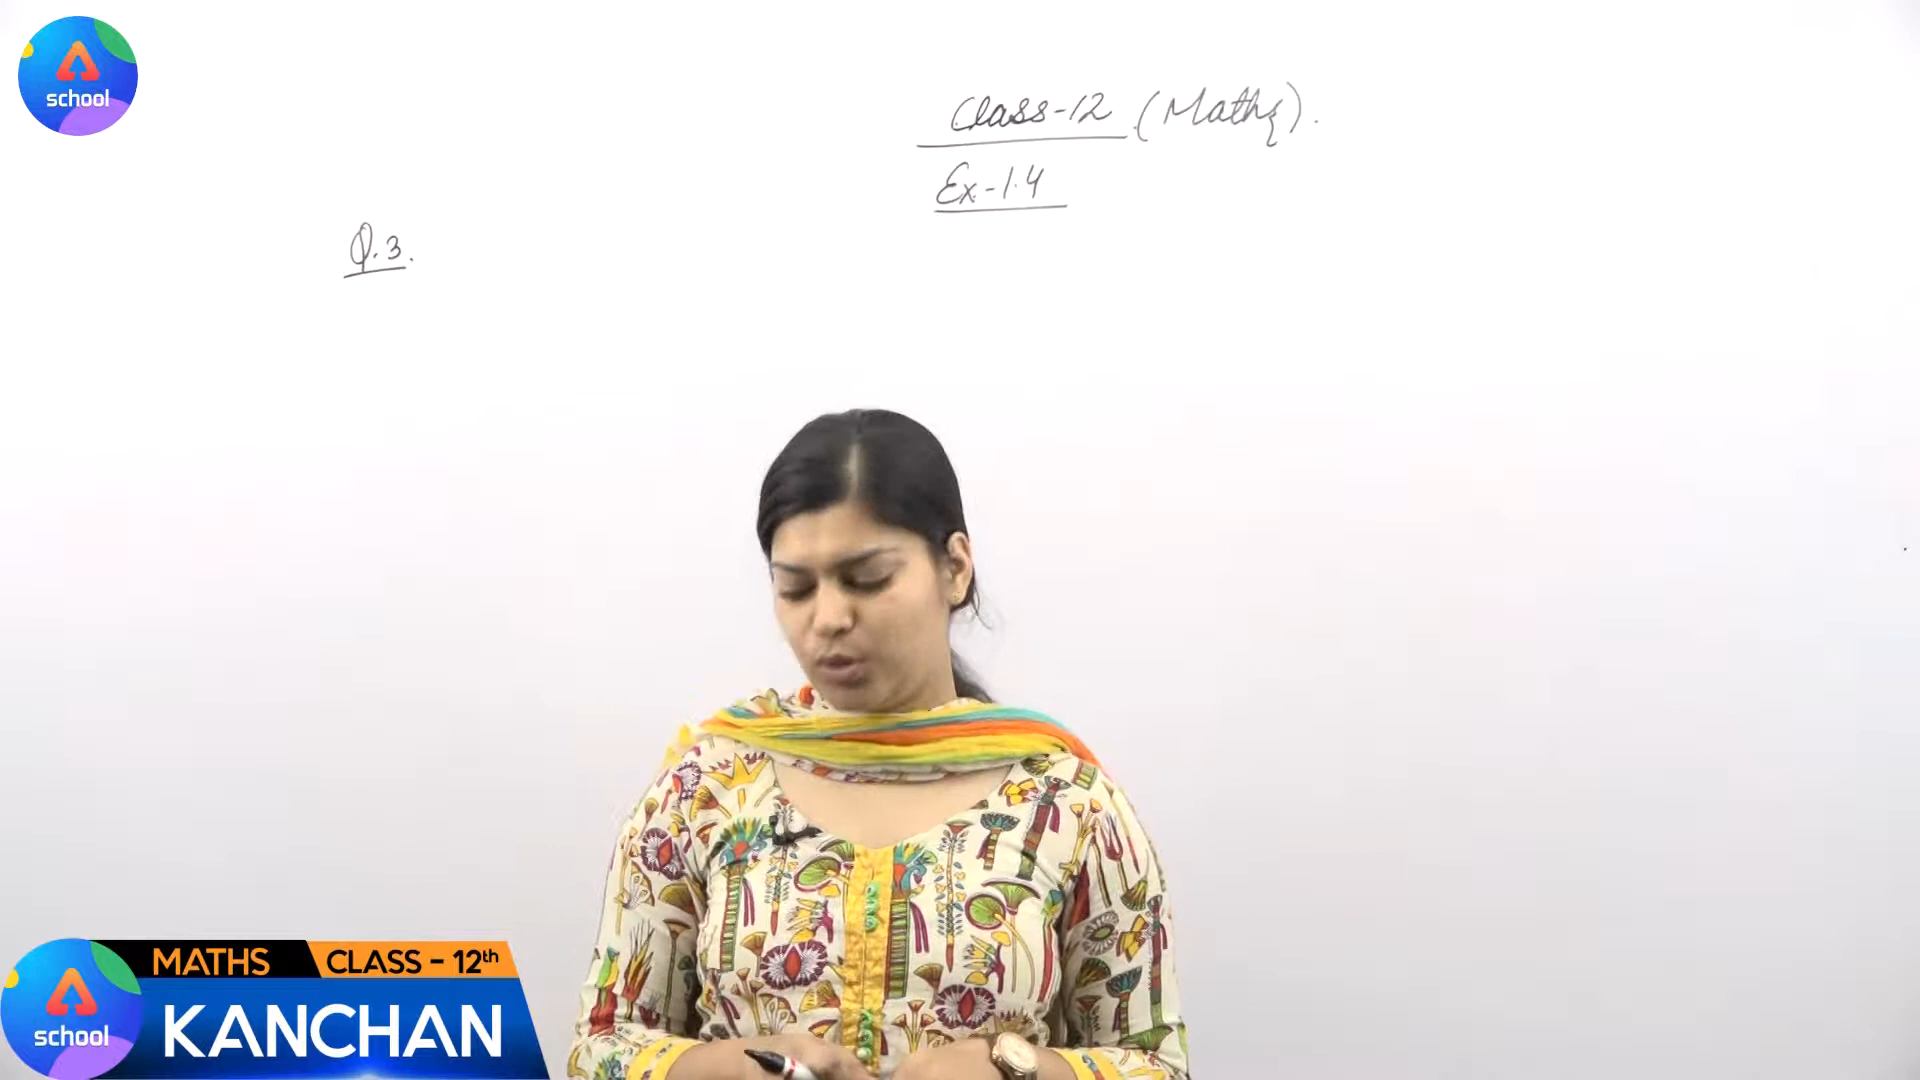 school
Class-12 (Maths).
Ex-1.4
Q.3.
MATHS CLASS - 12th
school
KANCHAN